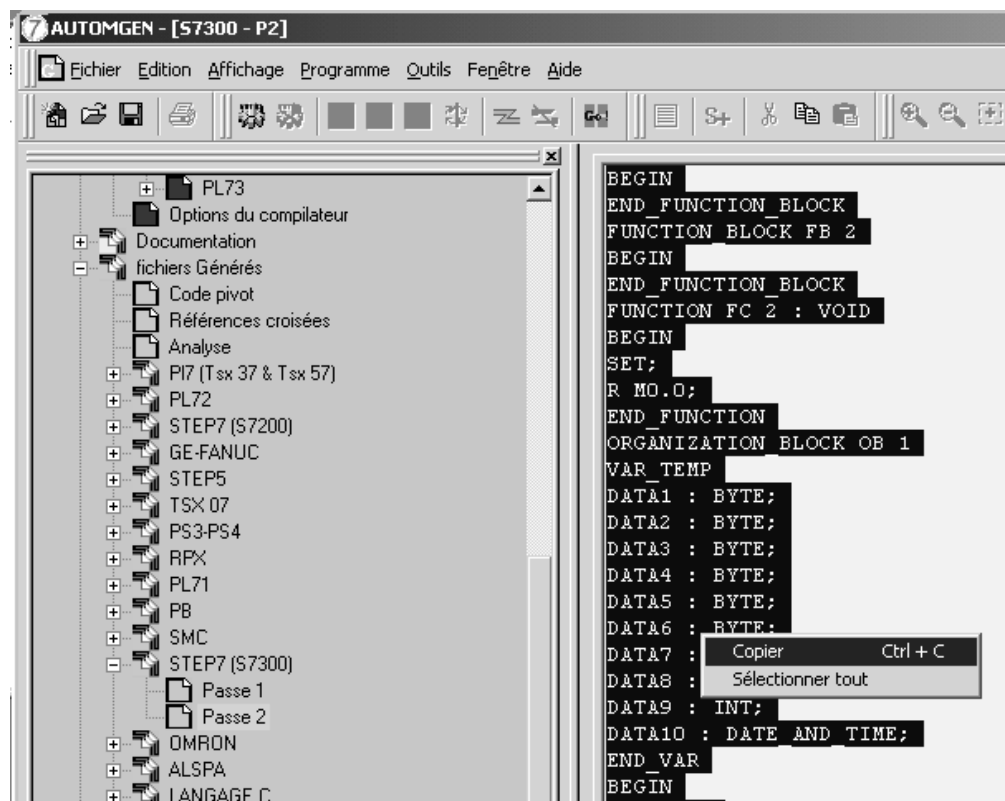 AUTOMGEN - [S7300 - P2]
Fichier Edition Affichage Programme Outils Fenêtre Aide
Go!
S+
PL73
Options du compilateur
Documentation
fichiers Générés
Code pivot
Références croisées
Analyse
Pl7 (Tsx 37 & Tsx 57)
PL72
STEP7 (S7200)
GE-FANUC
STEP5
TSX 07
PS3-PS4
RPX
PL71
PB
SMC
STEP7 (S7300)
Passe 1
Passe 2
OMRON
ALSPA
LANGAGE C
BEGIN
END_FUNCTION_BLOCK
FUNCTION_BLOCK FB 2
BEGIN
END_FUNCTION_BLOCK
FUNCTION FC 2 : VOID
BEGIN
SET;
R M0.0;
END_FUNCTION
ORGANIZATION_BLOCK OB 1
VAR_TEMP
DATA1 : BYTE;
DATA2 : BYTE;
DATA3 : BYTE;
DATA4 : BYTE;
DATA5 : BYTE;
DATA6 : BYTE;
DATA7 :
DATA8 :
DATA9 : INT;
DATA10 : DATE_AND_TIME;
END_VAR
BEGIN
Copier Ctrl + C
Sélectionner tout